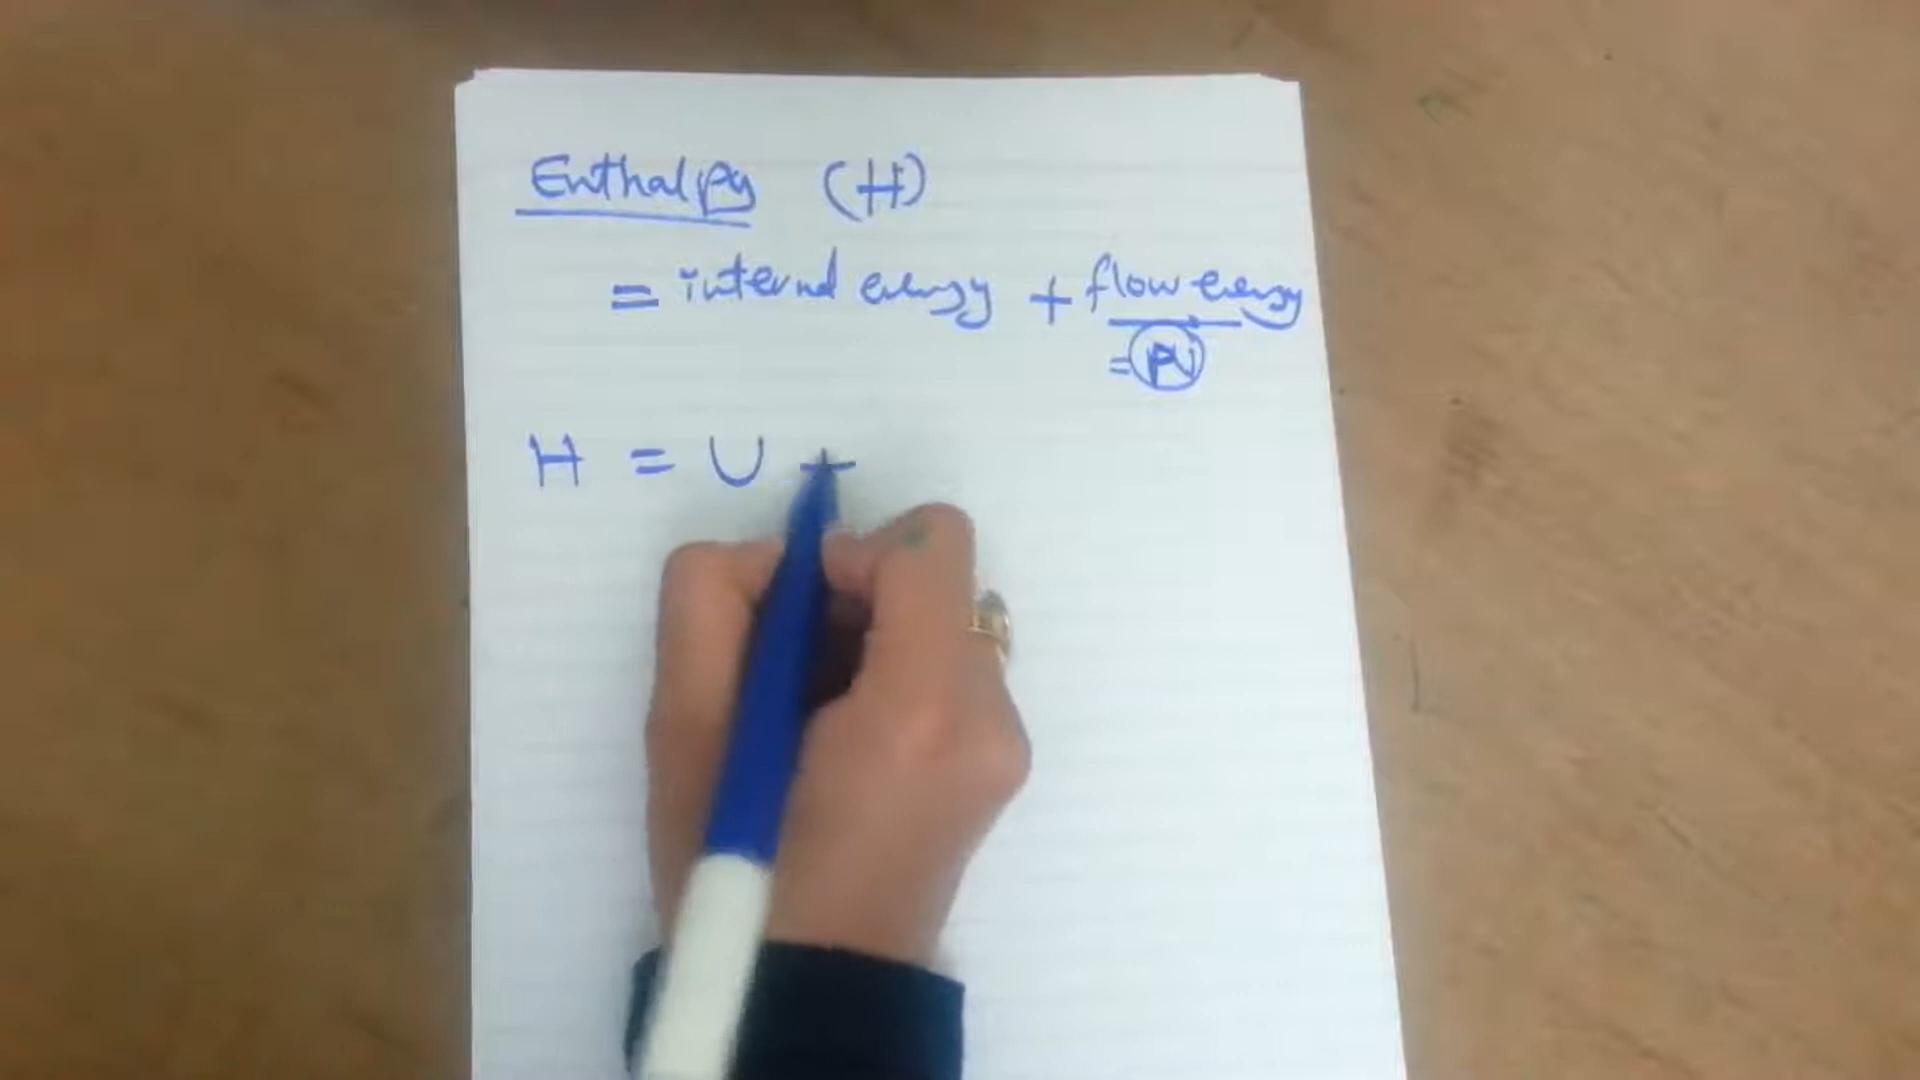 Enthalpy (H)
= internal energy + flow energy
= PV
H = U +